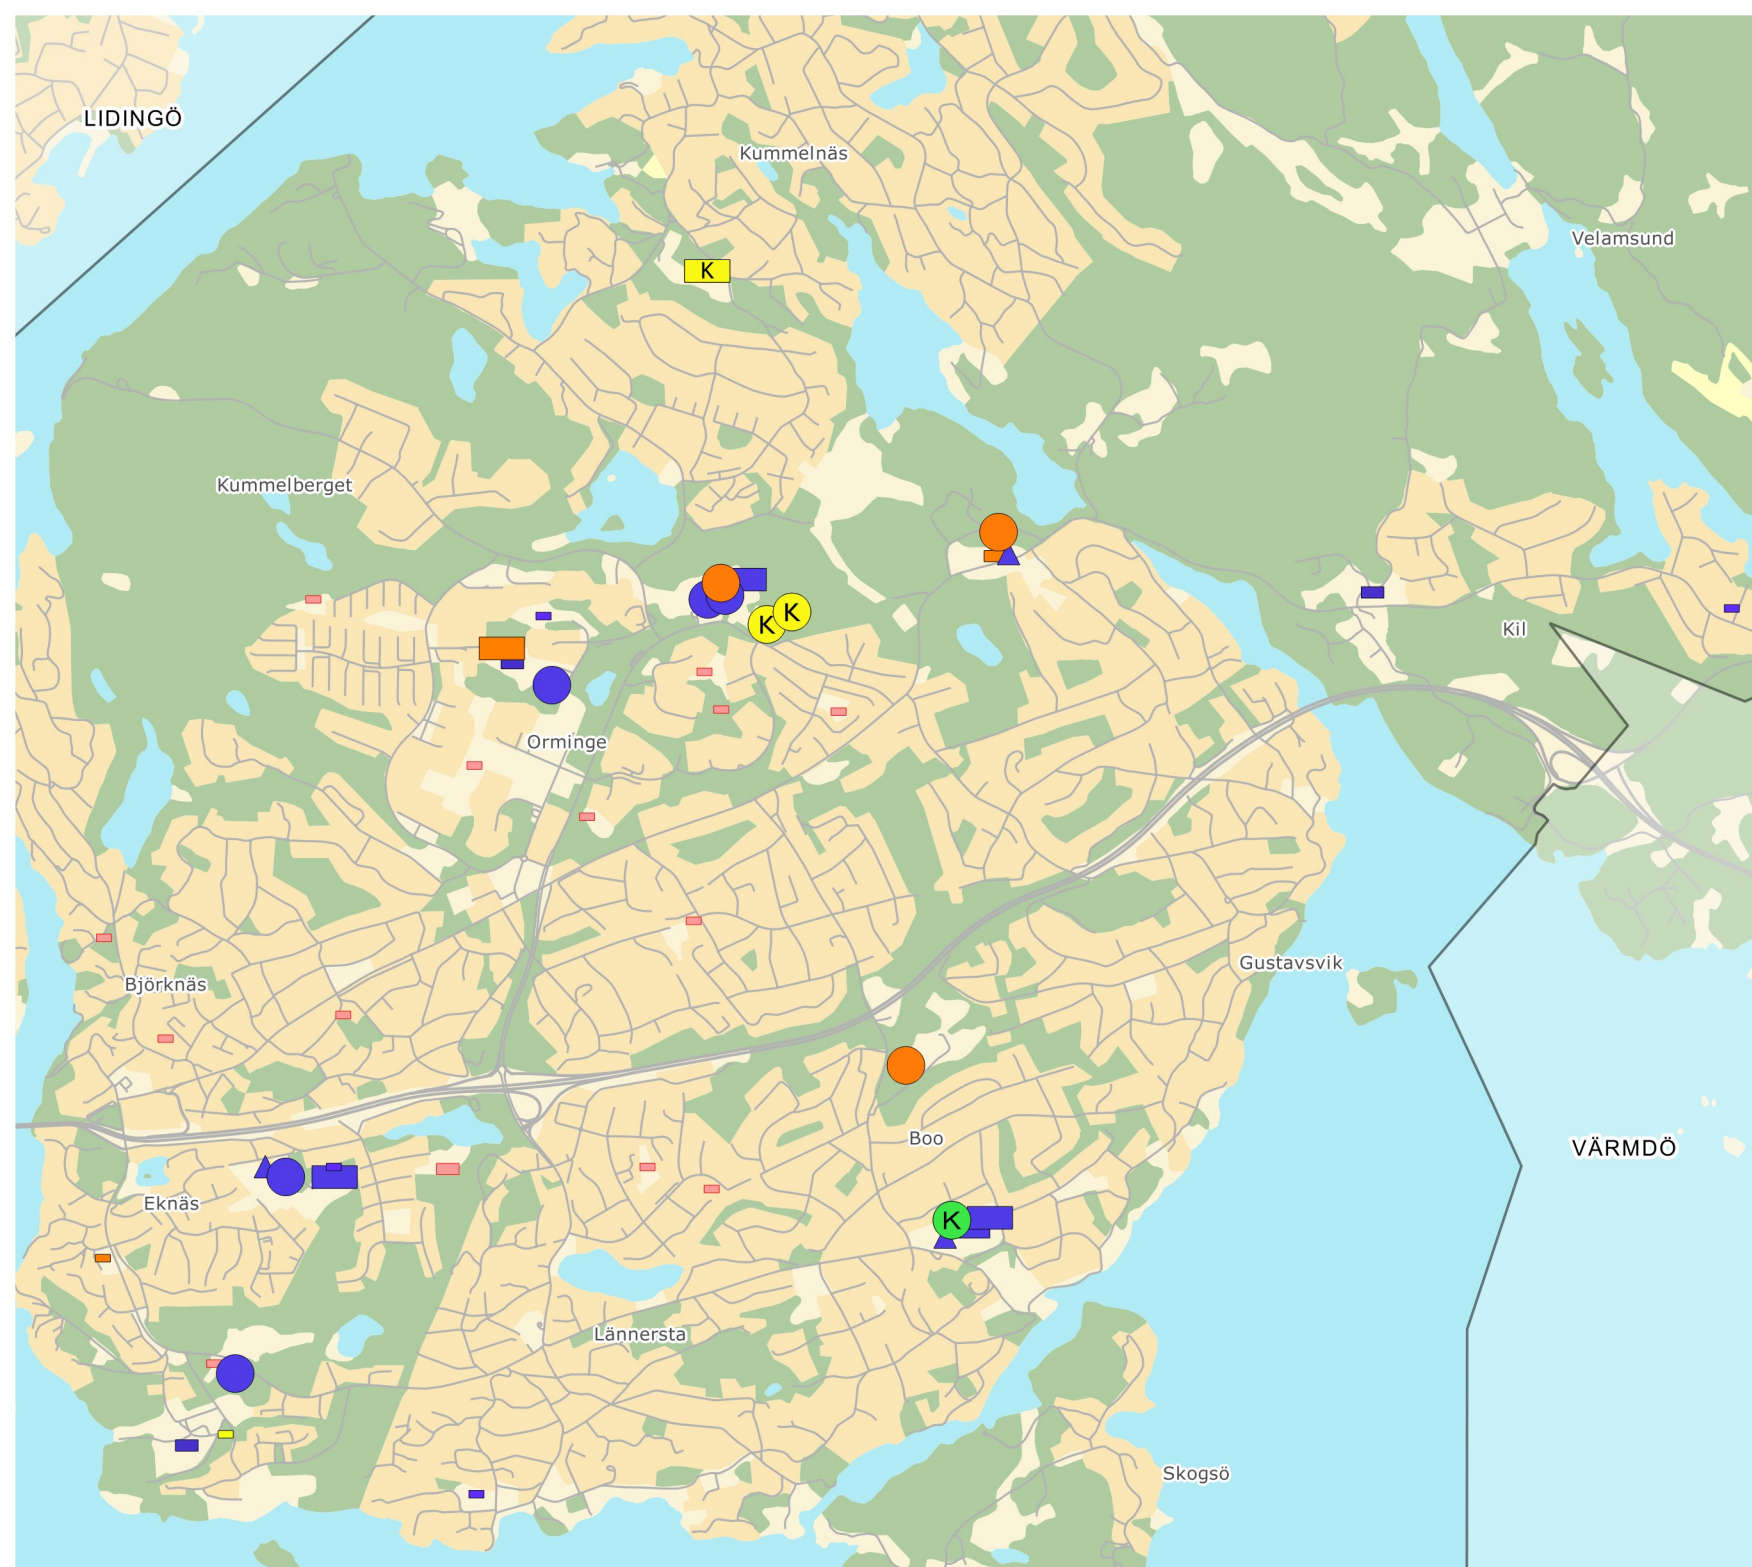 LIDINGÖ
Kummelnäs
Velamsund
K
Kummelberget
K
K
Kil
Orminge
Gustavsvik
Björknäs
Boo
VÄRMDÖ
Eknäs
K
Lännersta
Skogsö